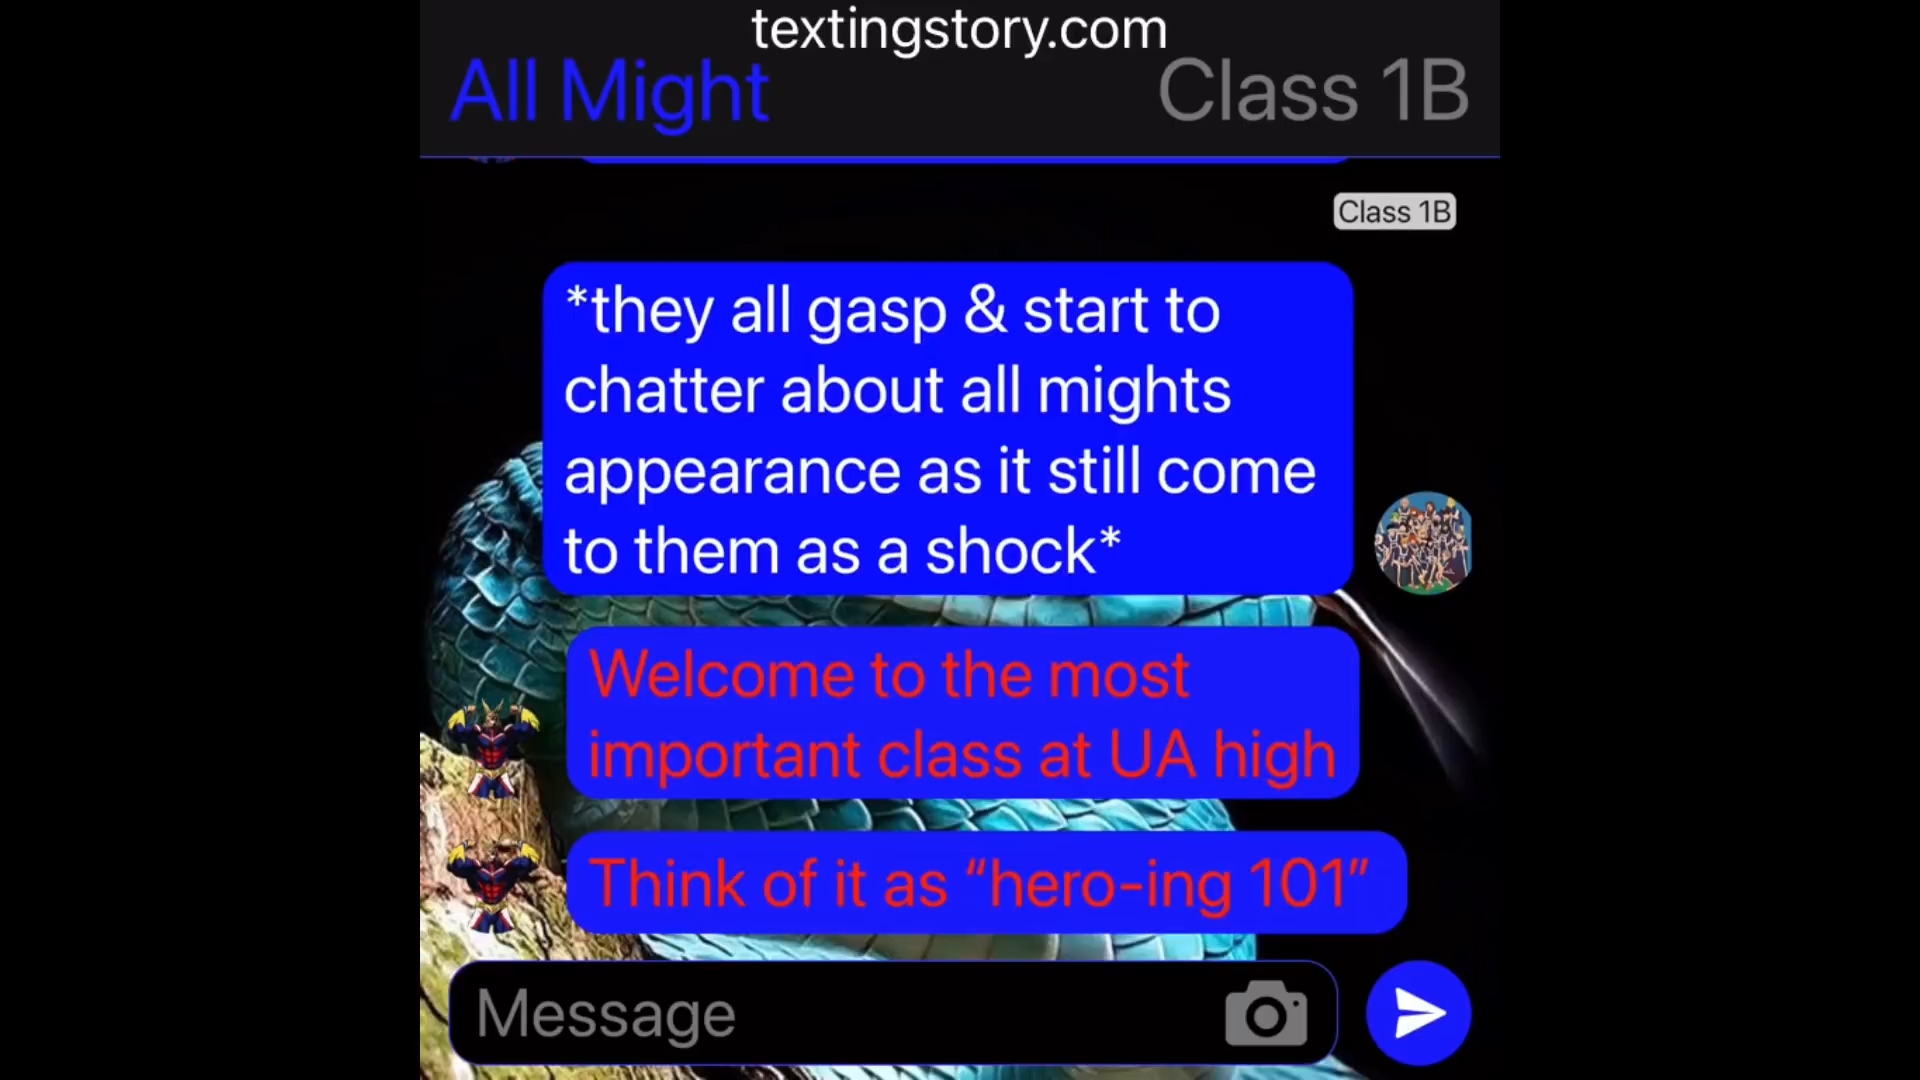 textingstory.com
All Might
Class 1B
Class 1B
*they all gasp & start to
chatter about all mights
appearance as it still come
to them as a shock*
Welcome to the most
important class at UA high
Think of it as “hero-ing 101”
Message